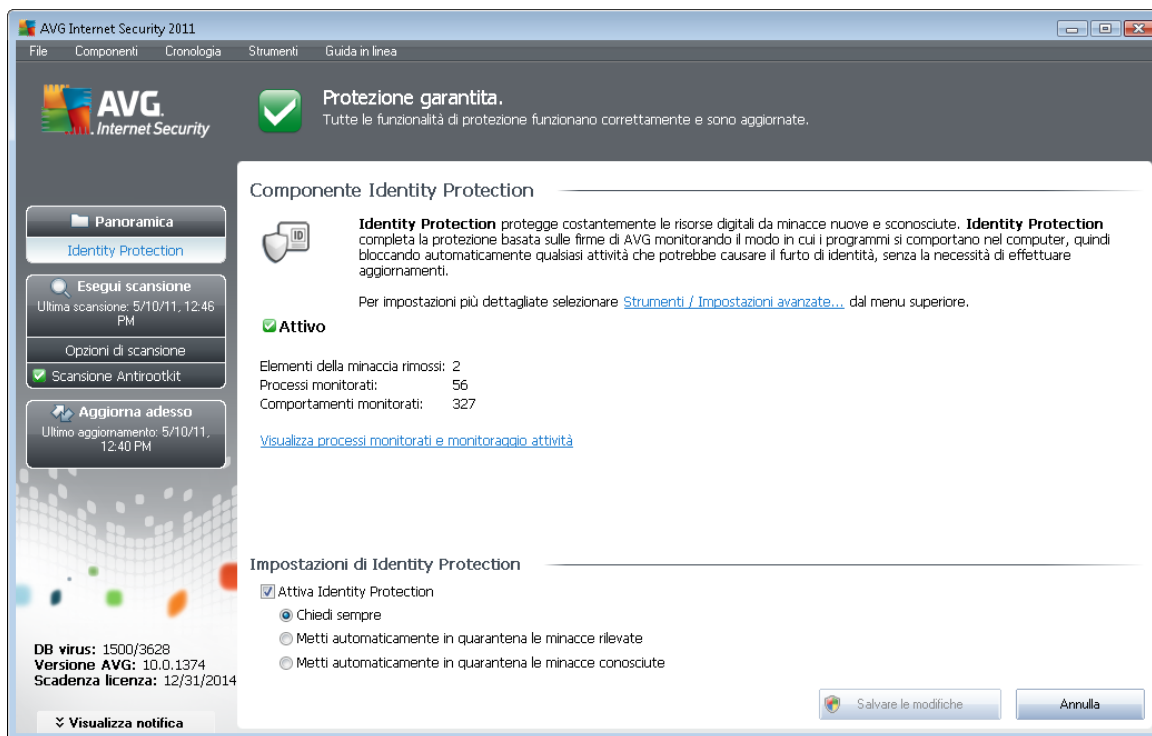 AVG Internet Security 2011
File Componenti Cronologia Strumenti Guida in linea
AVG.
Internet Security
Protezione garantita.
Tutte le funzionalità di protezione funzionano correttamente e sono aggiornate.
Panoramica
Identity Protection
Esegui scansione
Ultima scansione: 5/10/11, 12:46
PM
Opzioni di scansione
Scansione Antirootkit
Aggiorna adesso
Ultimo aggiornamento: 5/10/11,
12:40 PM
DB virus: 1500/3628
Versione AVG: 10.0.1374
Scadenza licenza: 12/31/2014
Visualizza notifica
Componente Identity Protection
ID
Identity Protection protegge costantemente le risorse digitali da minacce nuove e sconosciute. Identity Protection
completa la protezione basata sulle firme di AVG monitorando il modo in cui i programmi si comportano nel computer, quindi
bloccando automaticamente qualsiasi attività che potrebbe causare il furto di identità, senza la necessità di effettuare
aggiornamenti.
Per impostazioni più dettagliate selezionare Strumenti / Impostazioni avanzate... dal menu superiore.
Attivo
Elementi della minaccia rimossi: 2
Processi monitorati: 56
Comportamenti monitorati: 327
Visualizza processi monitorati e monitoraggio attività
Impostazioni di Identity Protection
Attiva Identity Protection
Chiedi sempre
Metti automaticamente in quarantena le minacce rilevate
Metti automaticamente in quarantena le minacce conosciute
Salvare le modifiche
Annulla